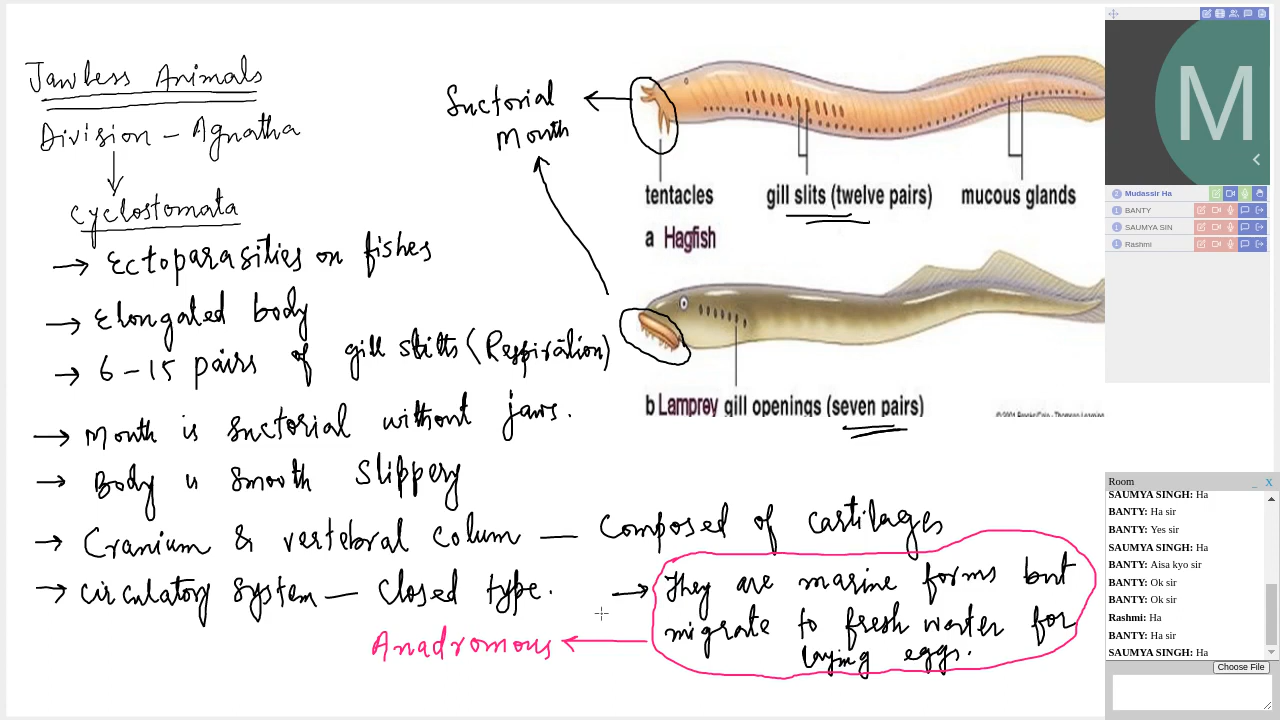 Jawless Animals
Division - Agnatha
Cyclostomata
→ Ectoparasities on fishes
→ Elongated body
→ 6-15 pairs of gill slitts (Respiration)
→ Mouth is suctorial without jaws.
→ Body is smooth slippery
→ Cranium & vertebral colum — Composed of cartilages
→ Circulatory system — Closed type.
→ They are marine forms but
migrate to fresh water for
laying eggs.
Anadromous
Suctorial
Mouth
tentacles
gill slits (twelve pairs)
mucous glands
a Hagfish
b Lamprey gill openings (seven pairs)
M
Mudassir Ha
BANTY
SAUMYA SIN
Rashmi
Room
_ X
SAUMYA SINGH: Ha
BANTY: Ha sir
BANTY: Yes sir
SAUMYA SINGH: Ha
BANTY: Aisa kyo sir
BANTY: Ok sir
BANTY: Ok sir
Rashmi: Ha
BANTY: Ha sir
SAUMYA SINGH: Ha
Choose File